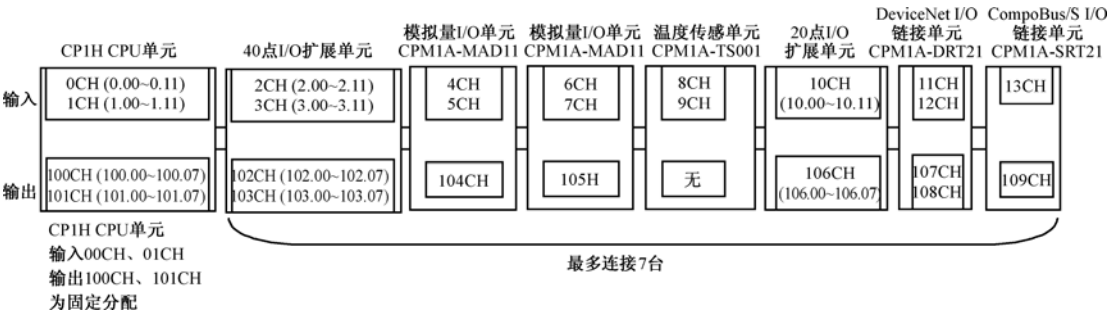 CP1H CPU单元
40点I/O扩展单元
模拟量I/O单元
CPM1A-MAD11
模拟量I/O单元
CPM1A-MAD11
温度传感单元
CPM1A-TS001
20点I/O
扩展单元
DeviceNet I/O
链接单元
CPM1A-DRT21
CompoBus/S I/O
链接单元
CPM1A-SRT21
输入
0CH (0.00~0.11)
1CH (1.00~1.11)
2CH (2.00~2.11)
3CH (3.00~3.11)
4CH
5CH
6CH
7CH
8CH
9CH
10CH
(10.00~10.11)
11CH
12CH
13CH
输出
100CH (100.00~100.07)
101CH (101.00~101.07)
102CH (102.00~102.07)
103CH (103.00~103.07)
104CH
105H
无
106CH
(106.00~106.07)
107CH
108CH
109CH
CP1H CPU单元
输入00CH、01CH
输出100CH、101CH
为固定分配
最多连接7台